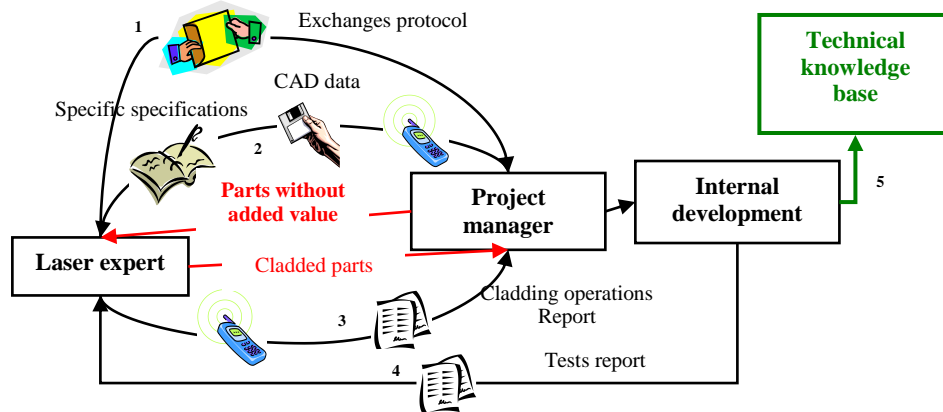 1
Exchanges protocol
Technical
knowledge
base
CAD data
Specific specifications
2
5
Parts without
added value
Project
manager
Internal
development
Laser expert
Cladded parts
Cladding operations
Report
3
Tests report
4